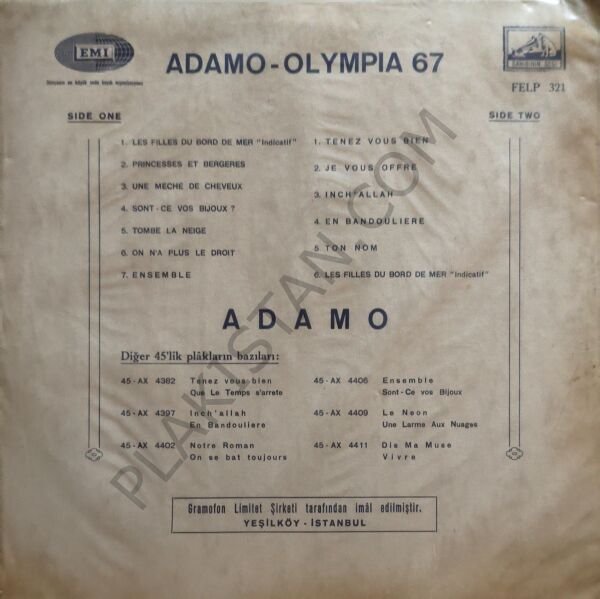 EMI
ADAMO - OLYMPIA 67
SAHİBİNİN SESİ
FELP 321
SIDE ONE
1. LES FILLES DU BORD DE MER "Indicatif"
2. PRINCESSES ET BERGERES
3. UNE MECHE DE CHEVEUX
4. SONT - CE VOS BIJOUX ?
5. TOMBE LA NEIGE
6. ON N'A PLUS LE DROIT
7. ENSEMBLE
SIDE TWO
1. TENEZ VOUS BIEN
2. JE VOUS OFFRE
3. INCH'ALLAH
4. EN BANDOULIERE
5 TON NOM
6. LES FILLES DU BORD DE MER "Indicatif"
ADAMO
Diğer 45'lik plâkların bazıları:
45 - AX 4382 Tenez vous bien
Que Le Temps s'arrete
45 - AX 4397 Inch'allah
En Bandouliere
45 - AX 4402 Notre Roman
On se bat toujours
45 - AX 4406 Ensemble
Sont - Ce vos Bijoux
45 - AX 4409 Le Neon
Une Larme Aux Nuages
45 - AX 4411 Dis Ma Muse
Vivre
Gramofon Limitet Şirketi tarafından imâl edilmiştir.
YEŞİLKÖY - İSTANBUL
PLAKISTAN.COM